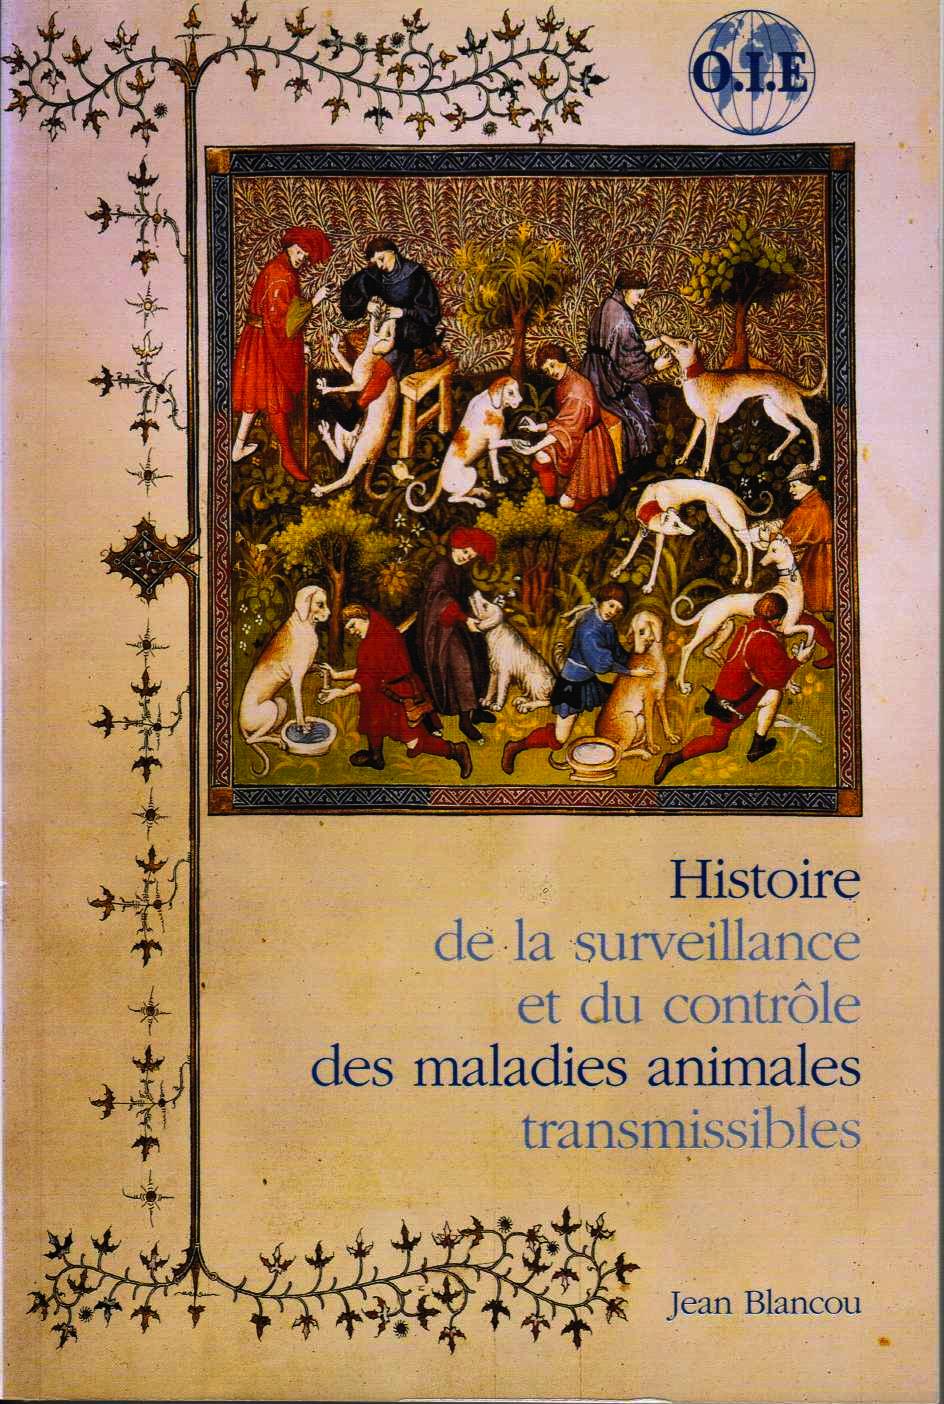 O.I.E
Histoire
de la surveillance
et du contrôle
des maladies animales
transmissibles
Jean Blancou